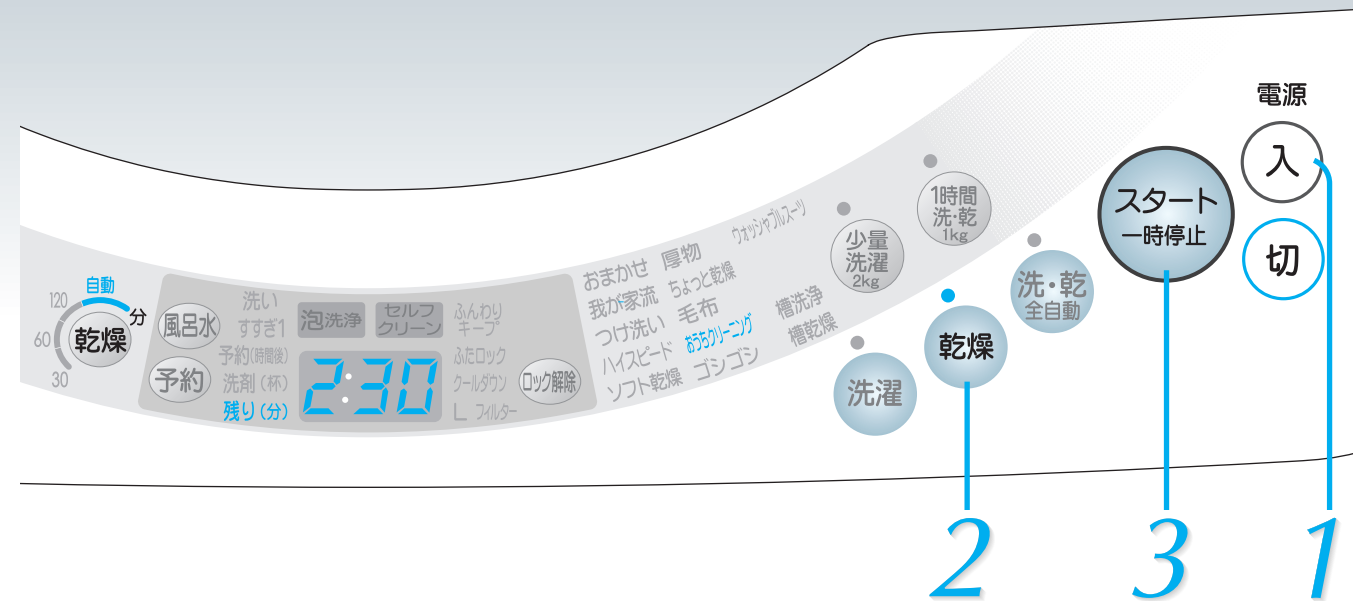 電源
入
切
スタート
一時停止
1時間
洗・乾
1kg
少量
洗濯
2kg
洗・乾
全自動
乾燥
洗濯
ウォッシャブルスーツ
おまかせ 厚物
我が家流 ちょっと乾燥
つけ洗い 毛布 槽洗浄
ハイスピード おうちクリーニング 槽乾燥
ソフト乾燥 ゴシゴシ
自動
120
分
60
30
乾燥
風呂水
予約
洗い
すすぎ1
予約(時間後)
洗剤(杯)
残り(分)
泡洗浄
セルフ
クリーン
2:30
ふんわり
キープ
ふたロック
クールダウン
L フィルター
ロック解除
2
3
1